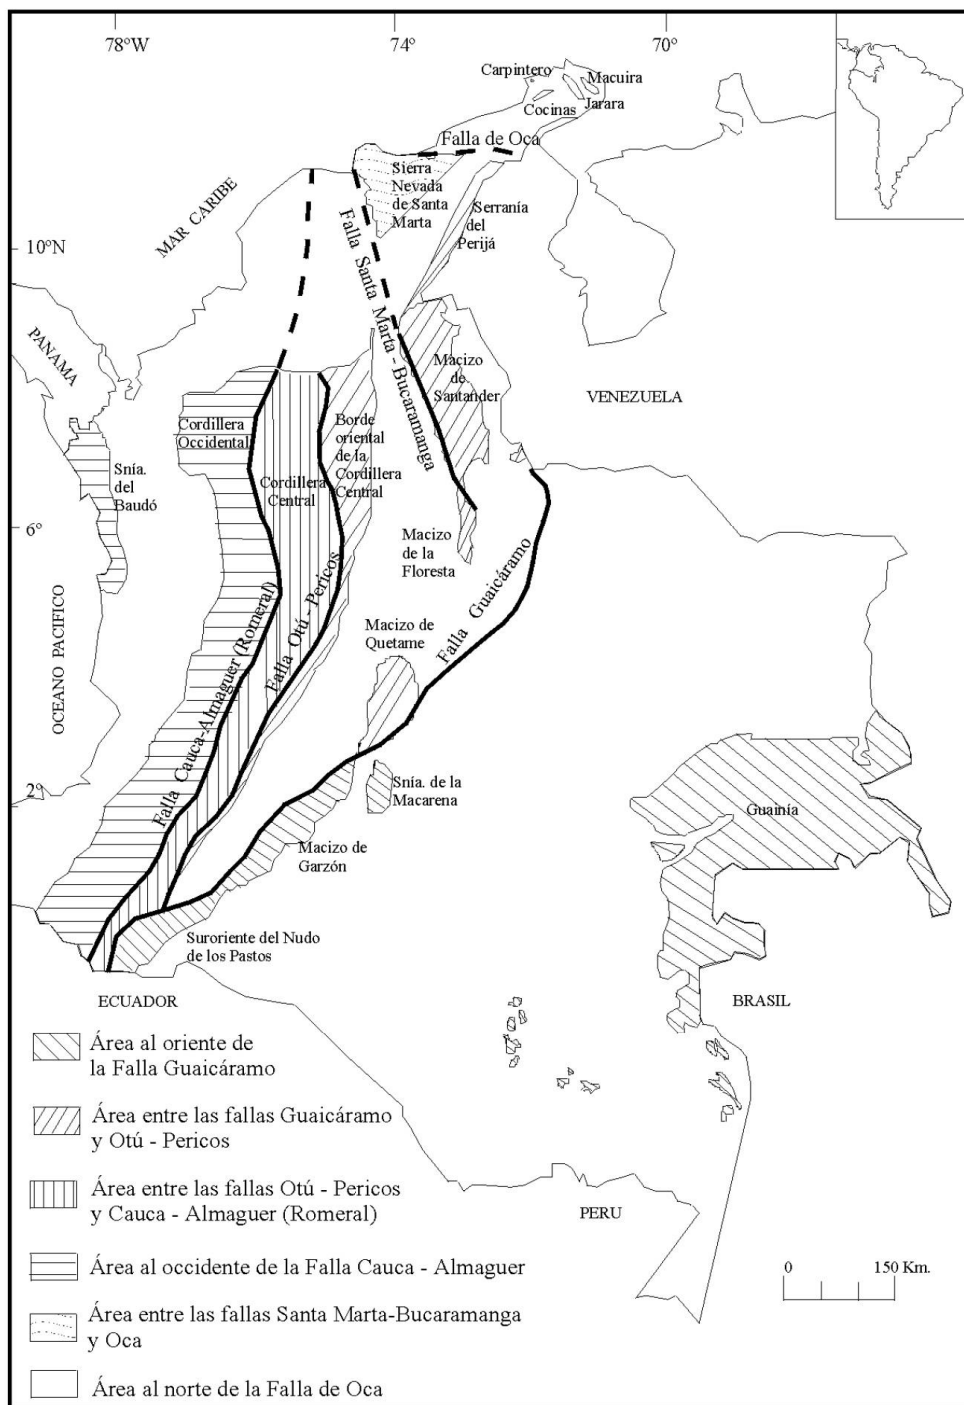 78ºW
74º
70º
Carpintero
Macuira
Cocinas
Jarara
Falla de Oca
Sierra
Nevada
de Santa
Marta
Serranía
del
Perijá
MAR CARIBE
10ºN
Falla Santa Marta - Bucaramanga
PANAMA
Macizo
de
Santander
VENEZUELA
Cordillera
Occidental
Borde
oriental
de la
Cordillera
Central
Cordillera
Central
Snía.
del
Baudó
6º
Macizo
de la
Floresta
Falla Guaicáramo
Falla Otú - Pericos
Macizo de
Quetame
OCEANO PACIFICO
Falla Cauca-Almaguer (Romeral)
Snía. de la
Macarena
2º
Guainía
Macizo de
Garzón
Suroriente del Nudo
de los Pastos
ECUADOR
BRASIL
Área al oriente de
la Falla Guaicáramo
Área entre las fallas Guaicáramo
y Otú - Pericos
Área entre las fallas Otú - Pericos
y Cauca - Almaguer (Romeral)
PERU
Área al occidente de la Falla Cauca - Almaguer
0 150 Km.
Área entre las fallas Santa Marta-Bucaramanga
y Oca
Área al norte de la Falla de Oca